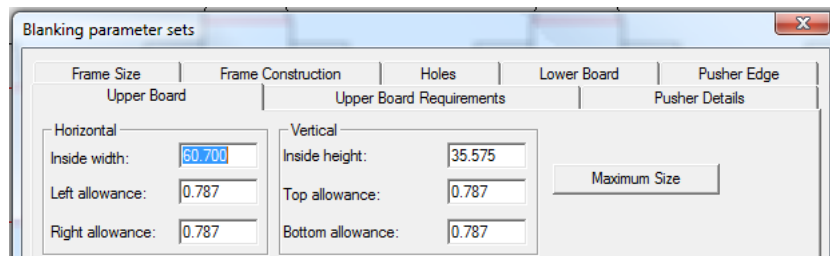 Blanking parameter sets
Frame Size Frame Construction Holes Lower Board Pusher Edge
Upper Board Upper Board Requirements Pusher Details
Horizontal Vertical
Inside width: 60.700 Inside height: 35.575
Maximum Size
Left allowance: 0.787 Top allowance: 0.787
Right allowance: 0.787 Bottom allowance: 0.787